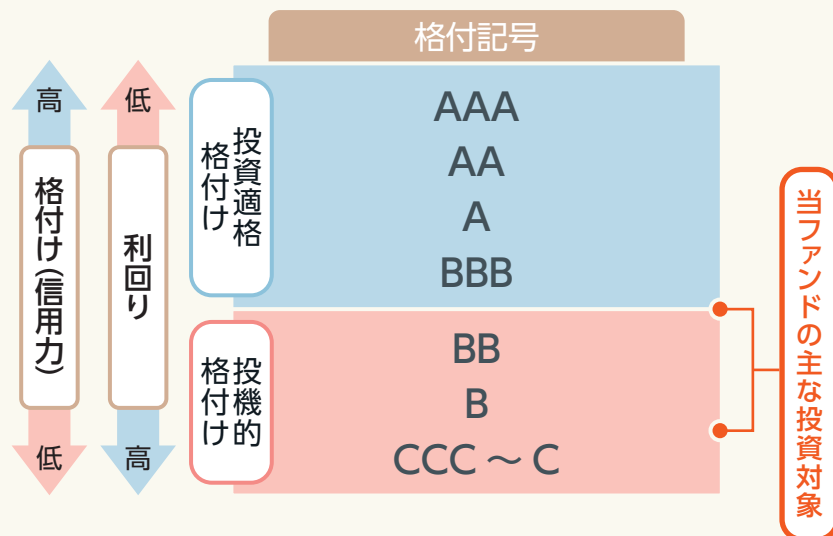 格付記号
高
低
格付け(信用力)
利回り
低
高
投資適格
格付け
AAA
AA
A
BBB
投機的
格付け
BB
B
CCC ～ C
当ファンドの主な投資対象